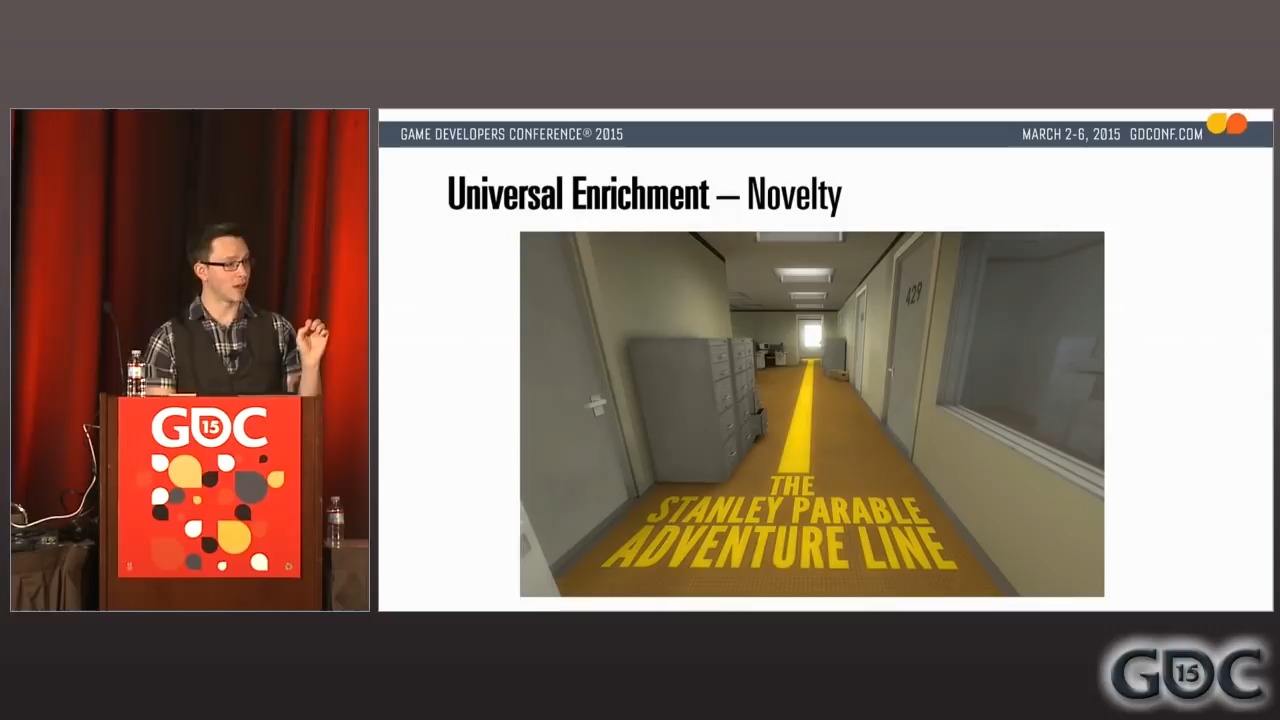 GAME DEVELOPERS CONFERENCE® 2015
MARCH 2-6, 2015 GDCONF.COM
Universal Enrichment – Novelty
429
THE
STANLEY PARABLE
ADVENTURE LINE
GDC
15
GDC
15